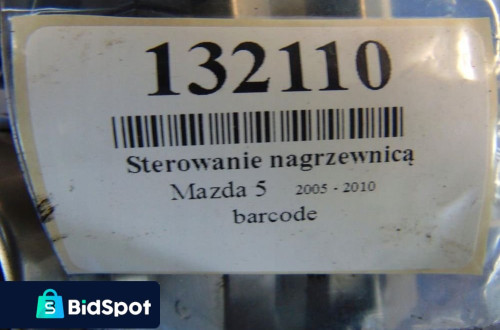 132110
Sterowanie nagrzewnicą
Mazda 5 2005 - 2010
barcode
BidSpot